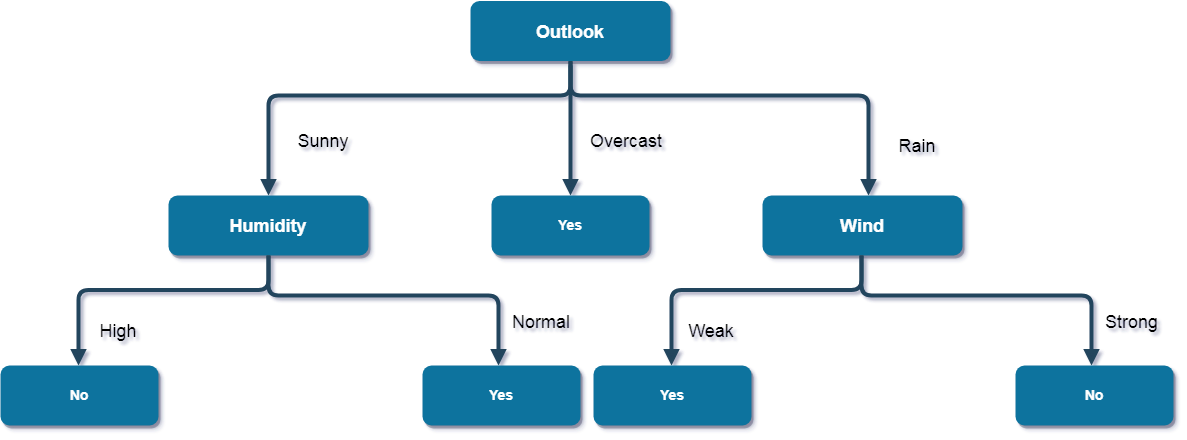 Outlook
Sunny
Overcast
Rain
Humidity
Yes
Wind
High
Normal
Weak
Strong
No
Yes
Yes
No